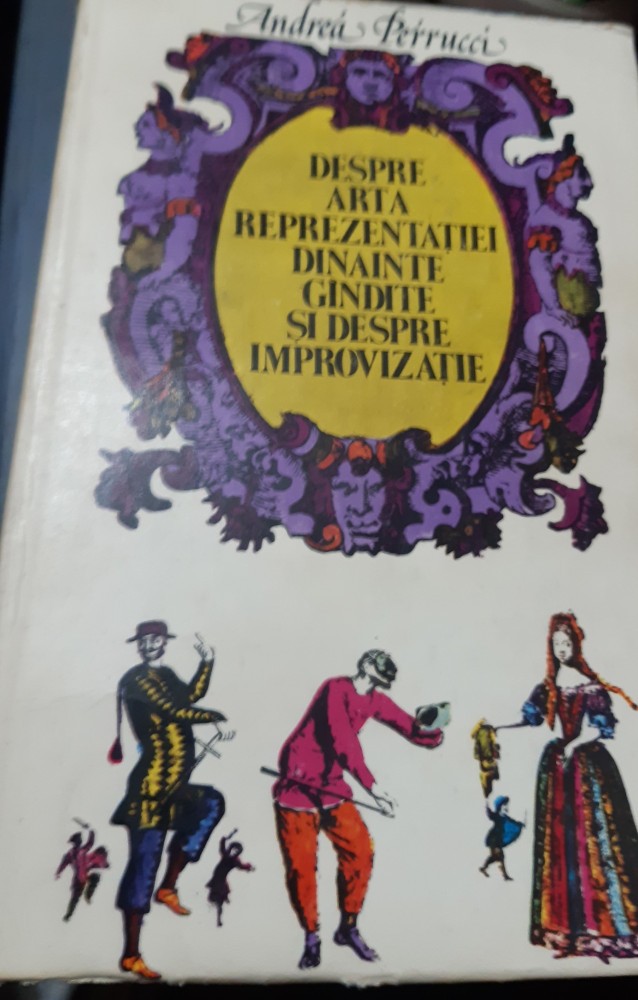 Andrea Perrucci
DESPRE
ARTA
REPREZENTAȚIEI
DINAINTE
GÎNDITE
ȘI DESPRE
IMPROVIZAȚIE